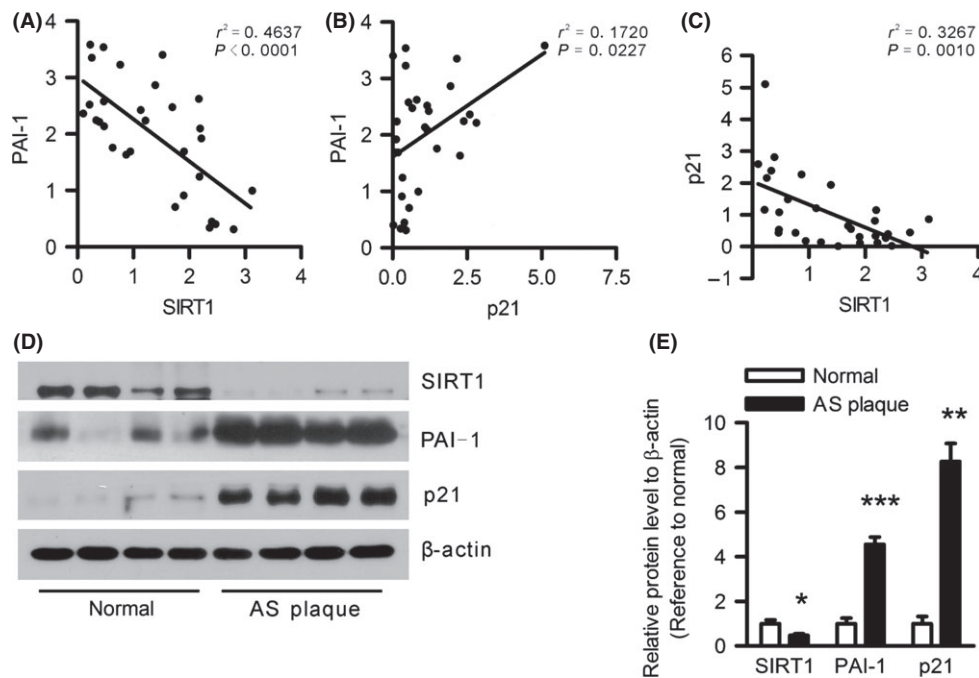 (A)
r² = 0. 4637
P < 0. 0001
PAI-1
4
3
2
1
0
0 1 2 3 4
SIRT1
(B)
r² = 0. 1720
P = 0. 0227
PAI-1
4
3
2
1
0
0.0 2.5 5.0 7.5
p21
(C)
r² = 0. 3267
P = 0. 0010
p21
6
5
4
3
2
1
0
−1
0 1 2 3 4
SIRT1
(D)
SIRT1
PAI-1
p21
β-actin
Normal AS plaque
(E)
Normal
AS plaque
Relative protein level to β-actin
(Reference to normal)
10
8
6
4
2
0
*
***
**
SIRT1 PAI-1 p21